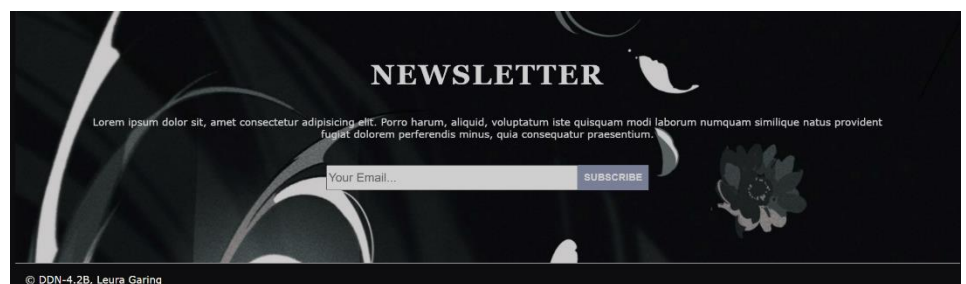 NEWSLETTER
Lorem ipsum dolor sit, amet consectetur adipisicing elit. Porro harum, aliquid, voluptatum iste quisquam modi laborum numquam similique natus provident
fugiat dolorem perferendis minus, quia consequatur praesentium.
Your Email... SUBSCRIBE
© DDN-4.2B, Leura Garing